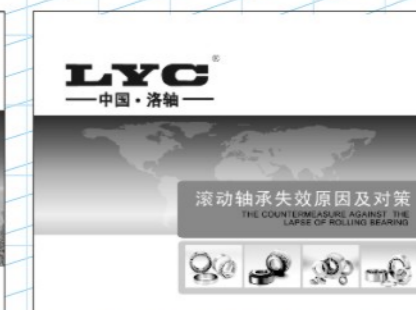 LYC®
中国·洛轴
滚动轴承失效原因及对策
THE COUNTERMEASURE AGAINST THE
LAPSE OF ROLLING BEARING